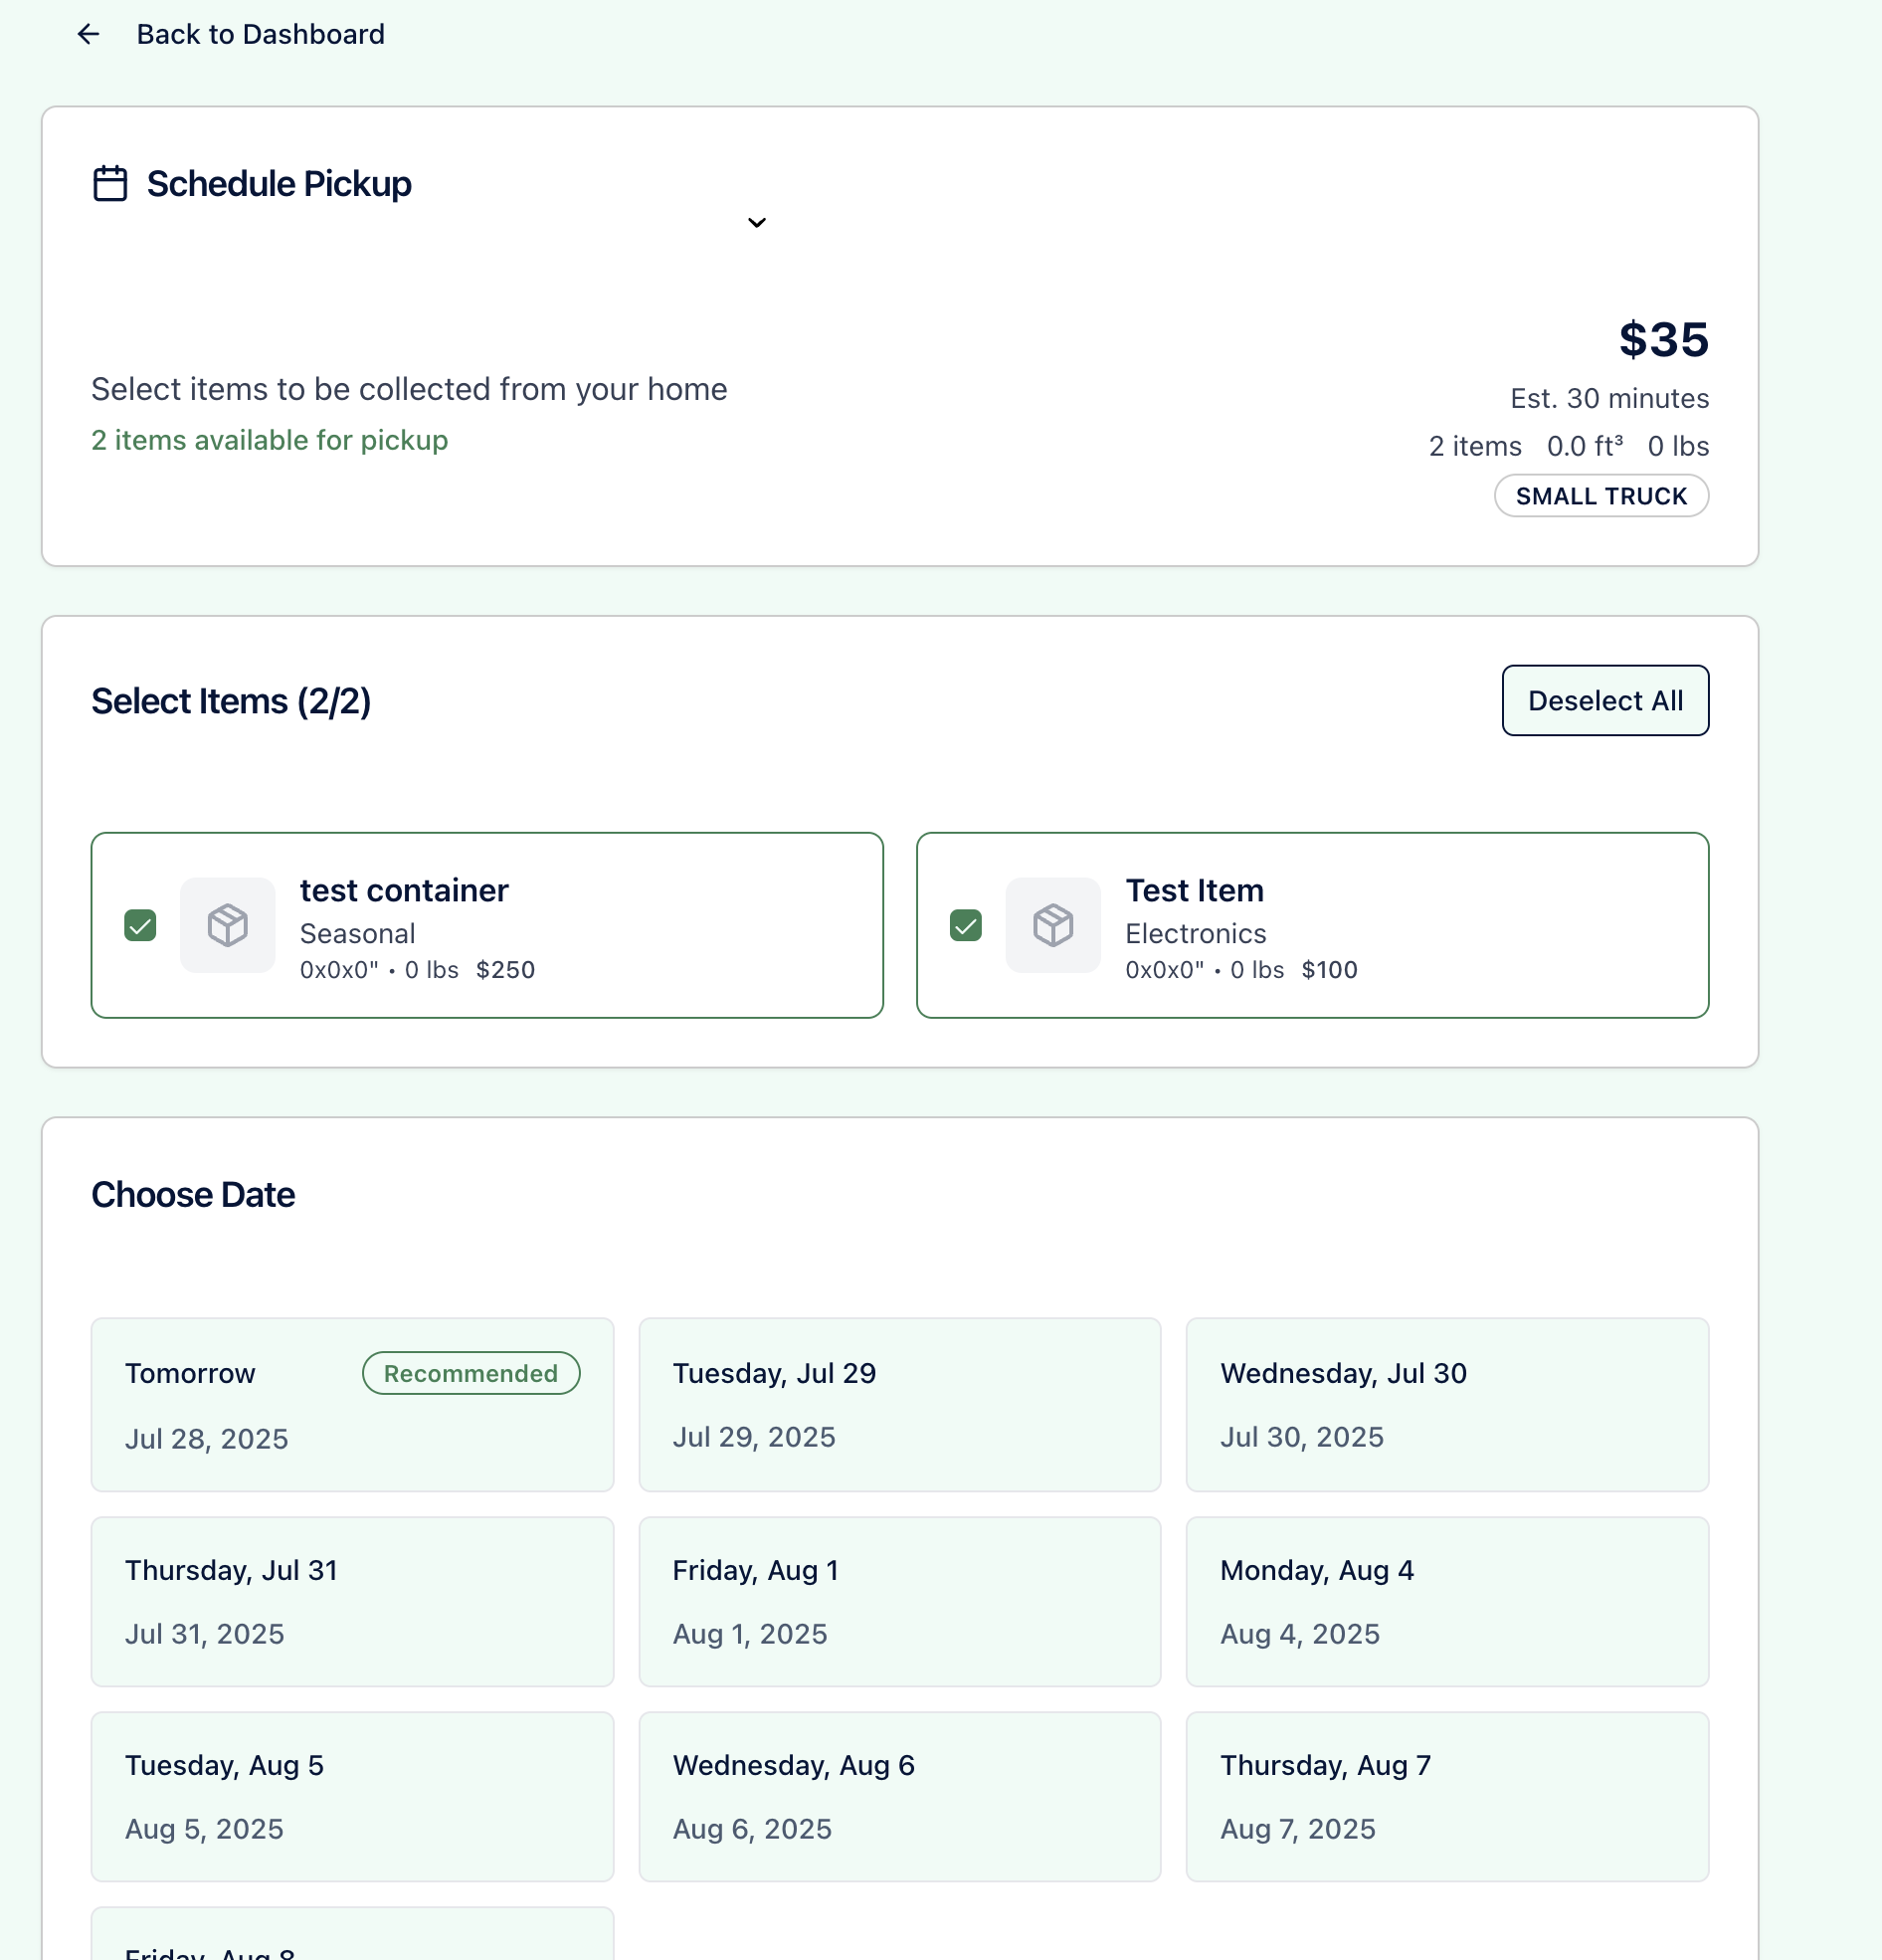 Back to Dashboard
Schedule Pickup
$35
Select items to be collected from your home
Est. 30 minutes
2 items available for pickup
2 items 0.0 ft³ 0 lbs
SMALL TRUCK
Select Items (2/2)
Deselect All
test container
Seasonal
0x0x0" • 0 lbs $250
Test Item
Electronics
0x0x0" • 0 lbs $100
Choose Date
Tomorrow
Recommended
Jul 28, 2025
Tuesday, Jul 29
Jul 29, 2025
Wednesday, Jul 30
Jul 30, 2025
Thursday, Jul 31
Jul 31, 2025
Friday, Aug 1
Aug 1, 2025
Monday, Aug 4
Aug 4, 2025
Tuesday, Aug 5
Aug 5, 2025
Wednesday, Aug 6
Aug 6, 2025
Thursday, Aug 7
Aug 7, 2025
Friday, Aug 8